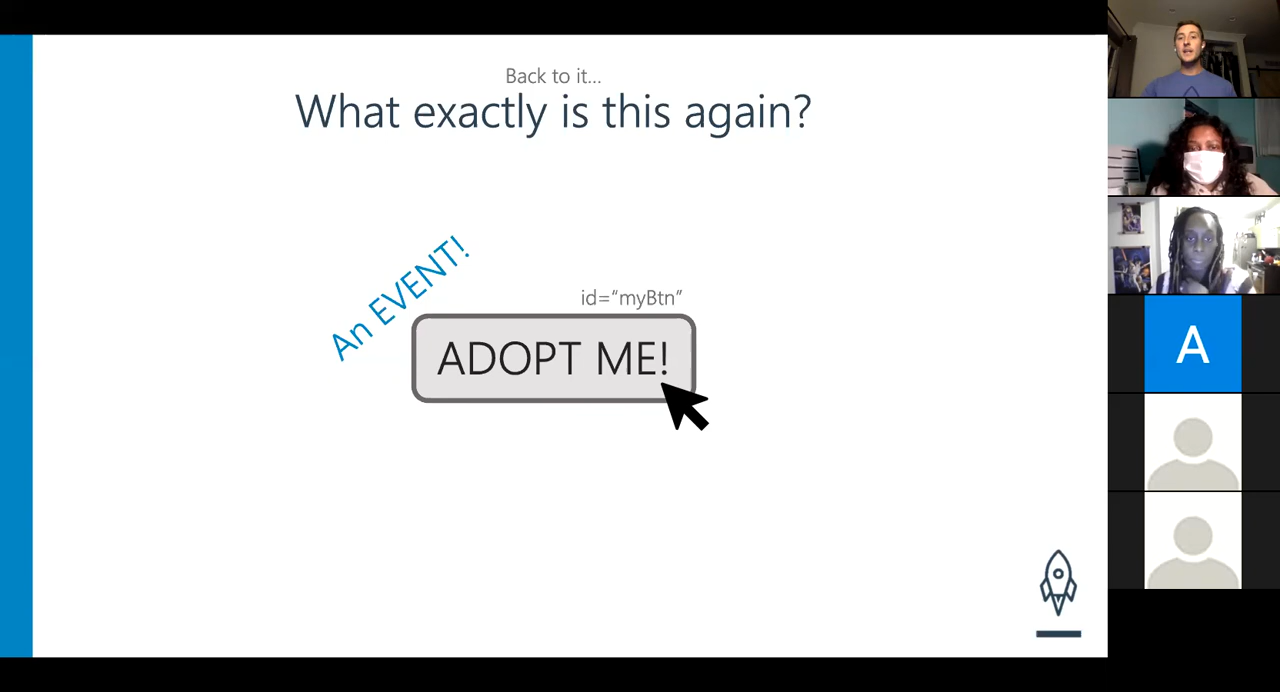 Back to it...
What exactly is this again?
An EVENT!
id=“myBtn”
ADOPT ME!
A